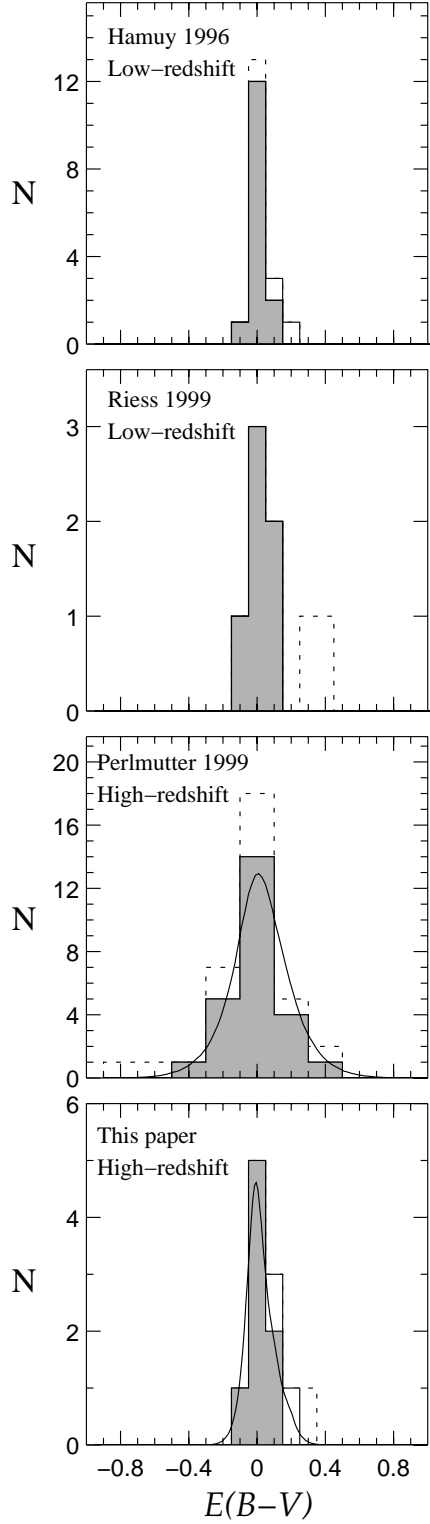 Hamuy 1996
Low−redshift
12
8
4
0
N
Riess 1999
Low−redshift
3
2
1
0
N
Perlmutter 1999
High−redshift
20
16
12
8
4
0
N
This paper
High−redshift
6
4
2
0
N
−0.8 −0.4 0 0.4 0.8
E(B−V)